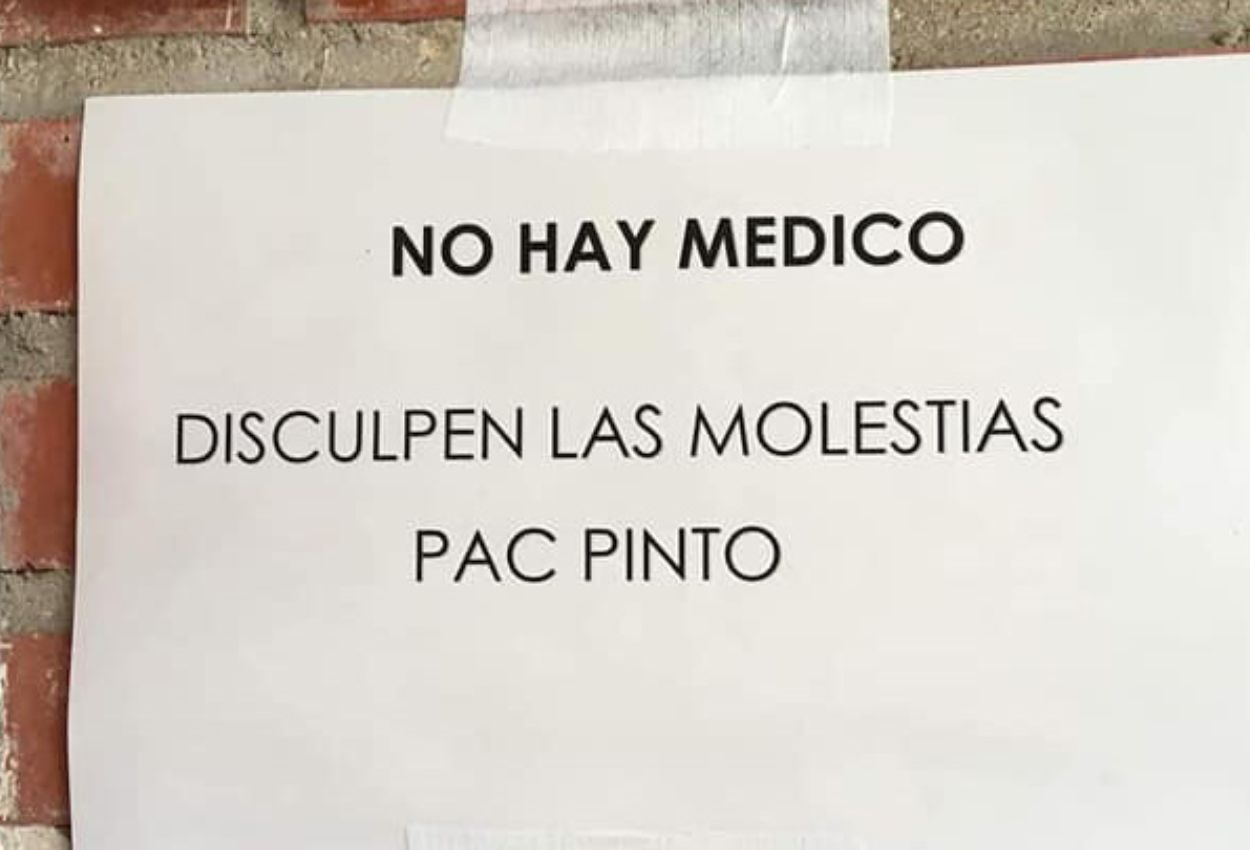 NO HAY MEDICO
DISCULPEN LAS MOLESTIAS
PAC PINTO